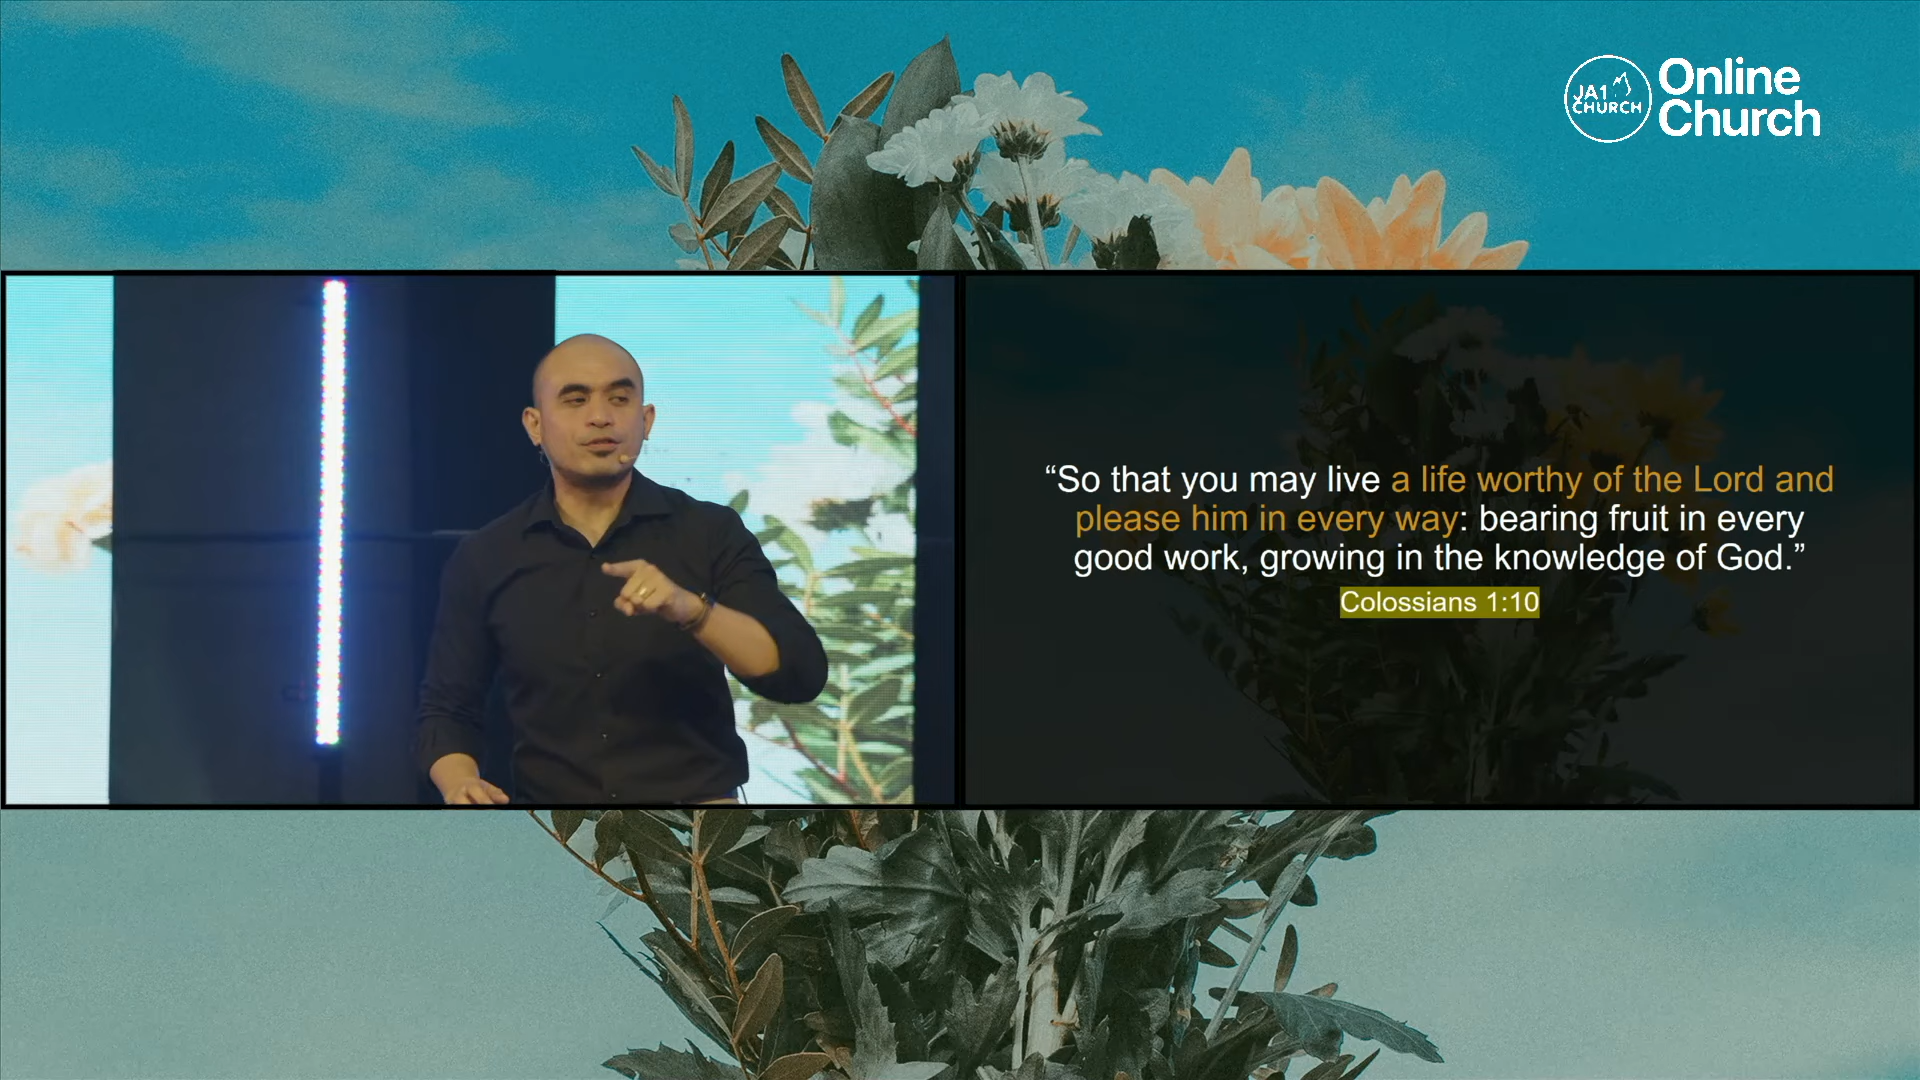 JA1
CHURCH
Online
Church
“So that you may live a life worthy of the Lord and
please him in every way: bearing fruit in every
good work, growing in the knowledge of God.”
Colossians 1:10